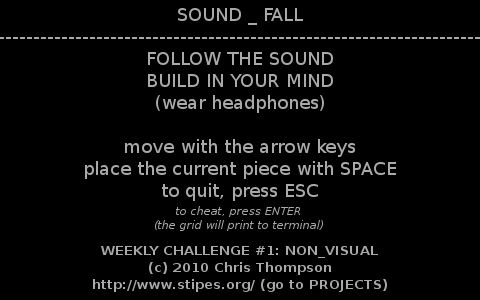 SOUND _ FALL
FOLLOW THE SOUND
BUILD IN YOUR MIND
(wear headphones)
move with the arrow keys
place the current piece with SPACE
to quit, press ESC
to cheat, press ENTER
(the grid will print to terminal)
WEEKLY CHALLENGE #1: NON_VISUAL
(c) 2010 Chris Thompson
http://www.stipes.org/ (go to PROJECTS)